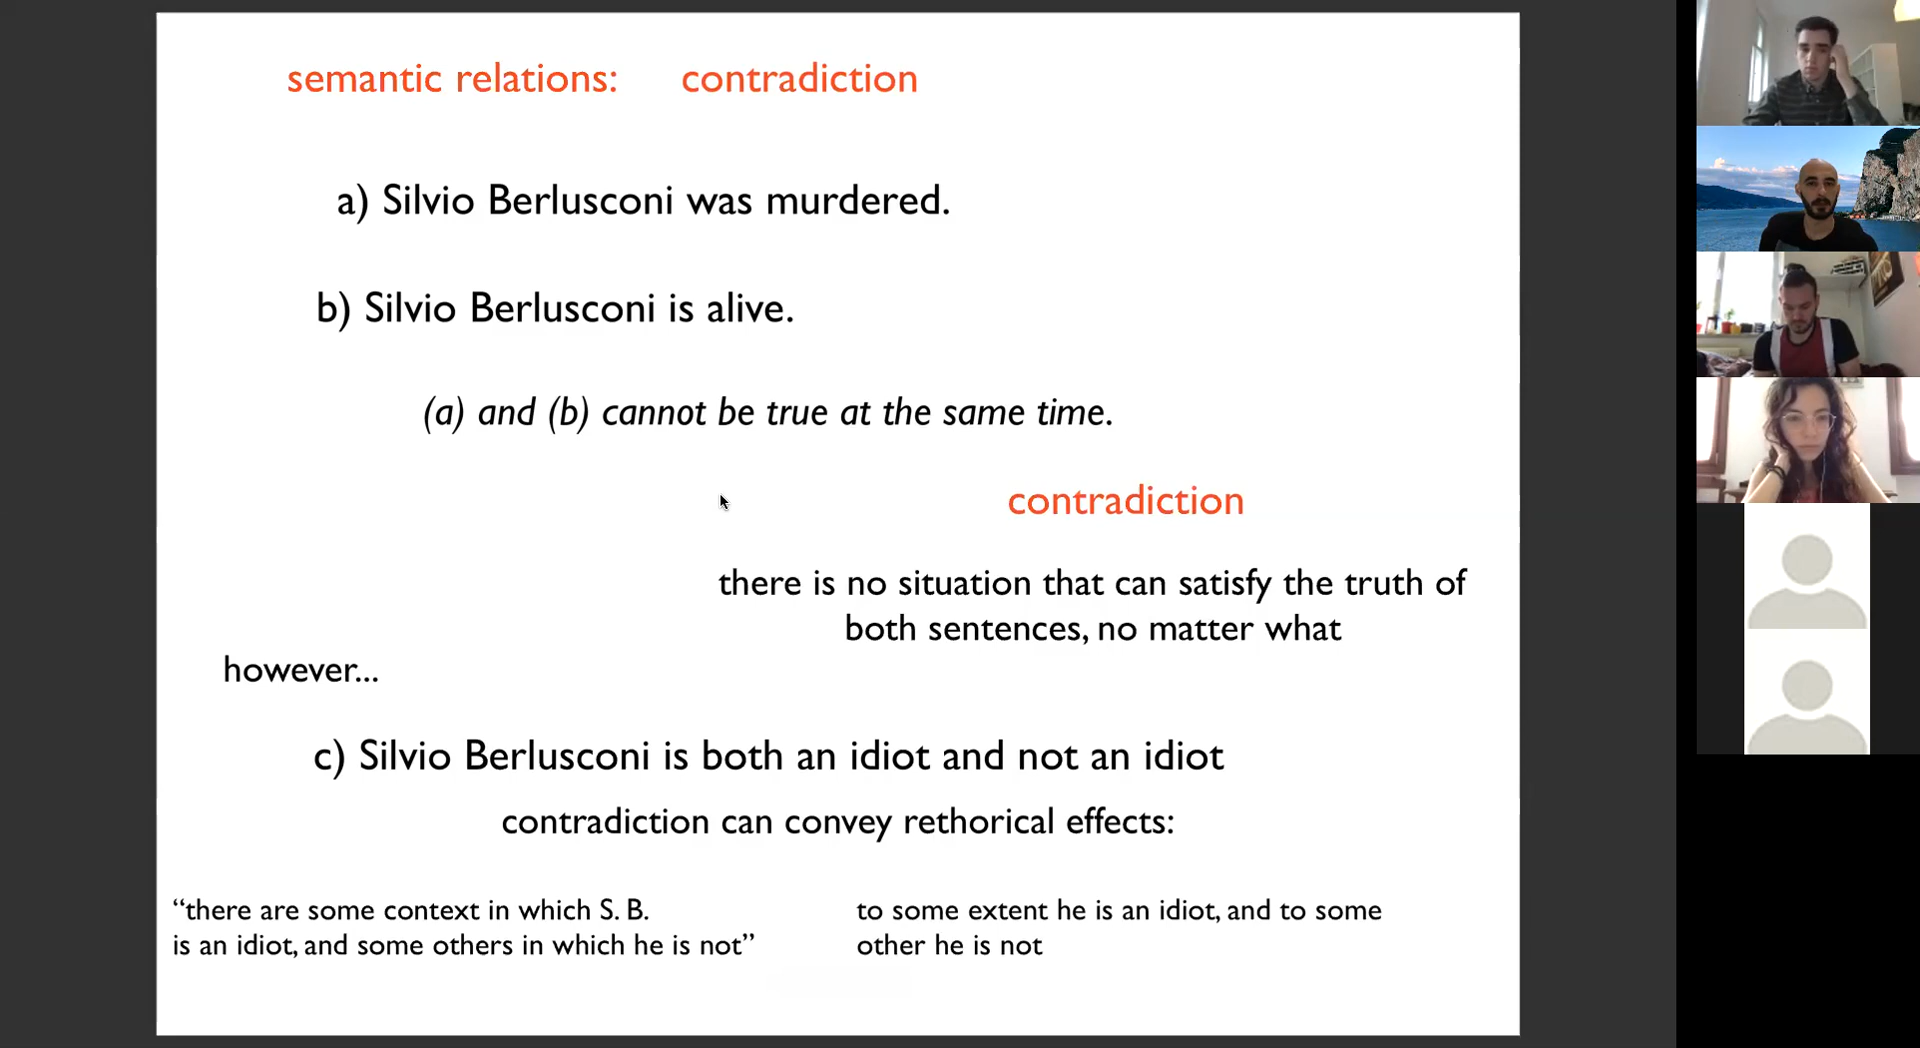 semantic relations: contradiction
a) Silvio Berlusconi was murdered.
b) Silvio Berlusconi is alive.
(a) and (b) cannot be true at the same time.
contradiction
there is no situation that can satisfy the truth of
both sentences, no matter what
however...
c) Silvio Berlusconi is both an idiot and not an idiot
contradiction can convey rethorical effects:
“there are some context in which S. B.
is an idiot, and some others in which he is not”
to some extent he is an idiot, and to some
other he is not